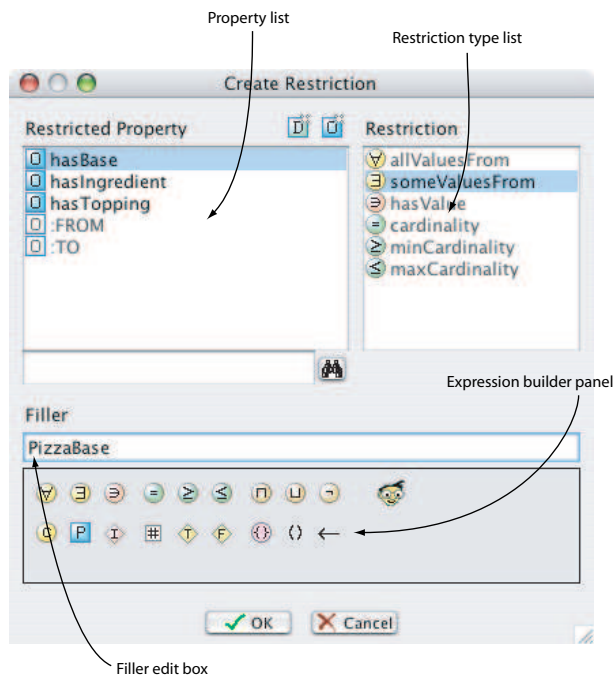 Property list
Restriction type list
Create Restriction
Restricted Property
D
O
Restriction
O hasBase
O hasIngredient
O hasTopping
O :FROM
O :TO
∀ allValuesFrom
∃ someValuesFrom
∋ hasValue
= cardinality
≥ minCardinality
≤ maxCardinality
Expression builder panel
Filler
PizzaBase
∀ ∃ ∋ = ≥ ≤ ⊓ ⊔ ¬
C P I # T F {} () ←
OK
Cancel
Filler edit box